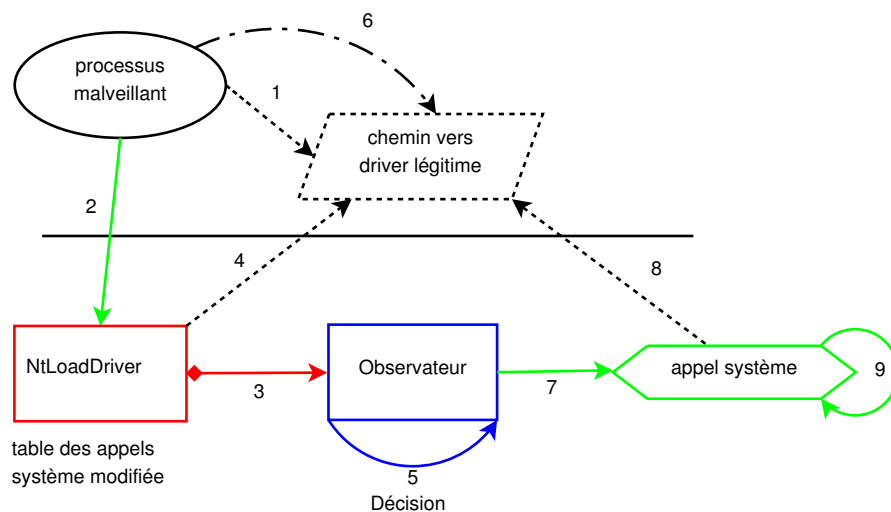 6
processus
malveillant
1
chemin vers
driver légitime
2
4
8
NtLoadDriver
3
Observateur
7
appel système
9
table des appels
système modifiée
5
Décision